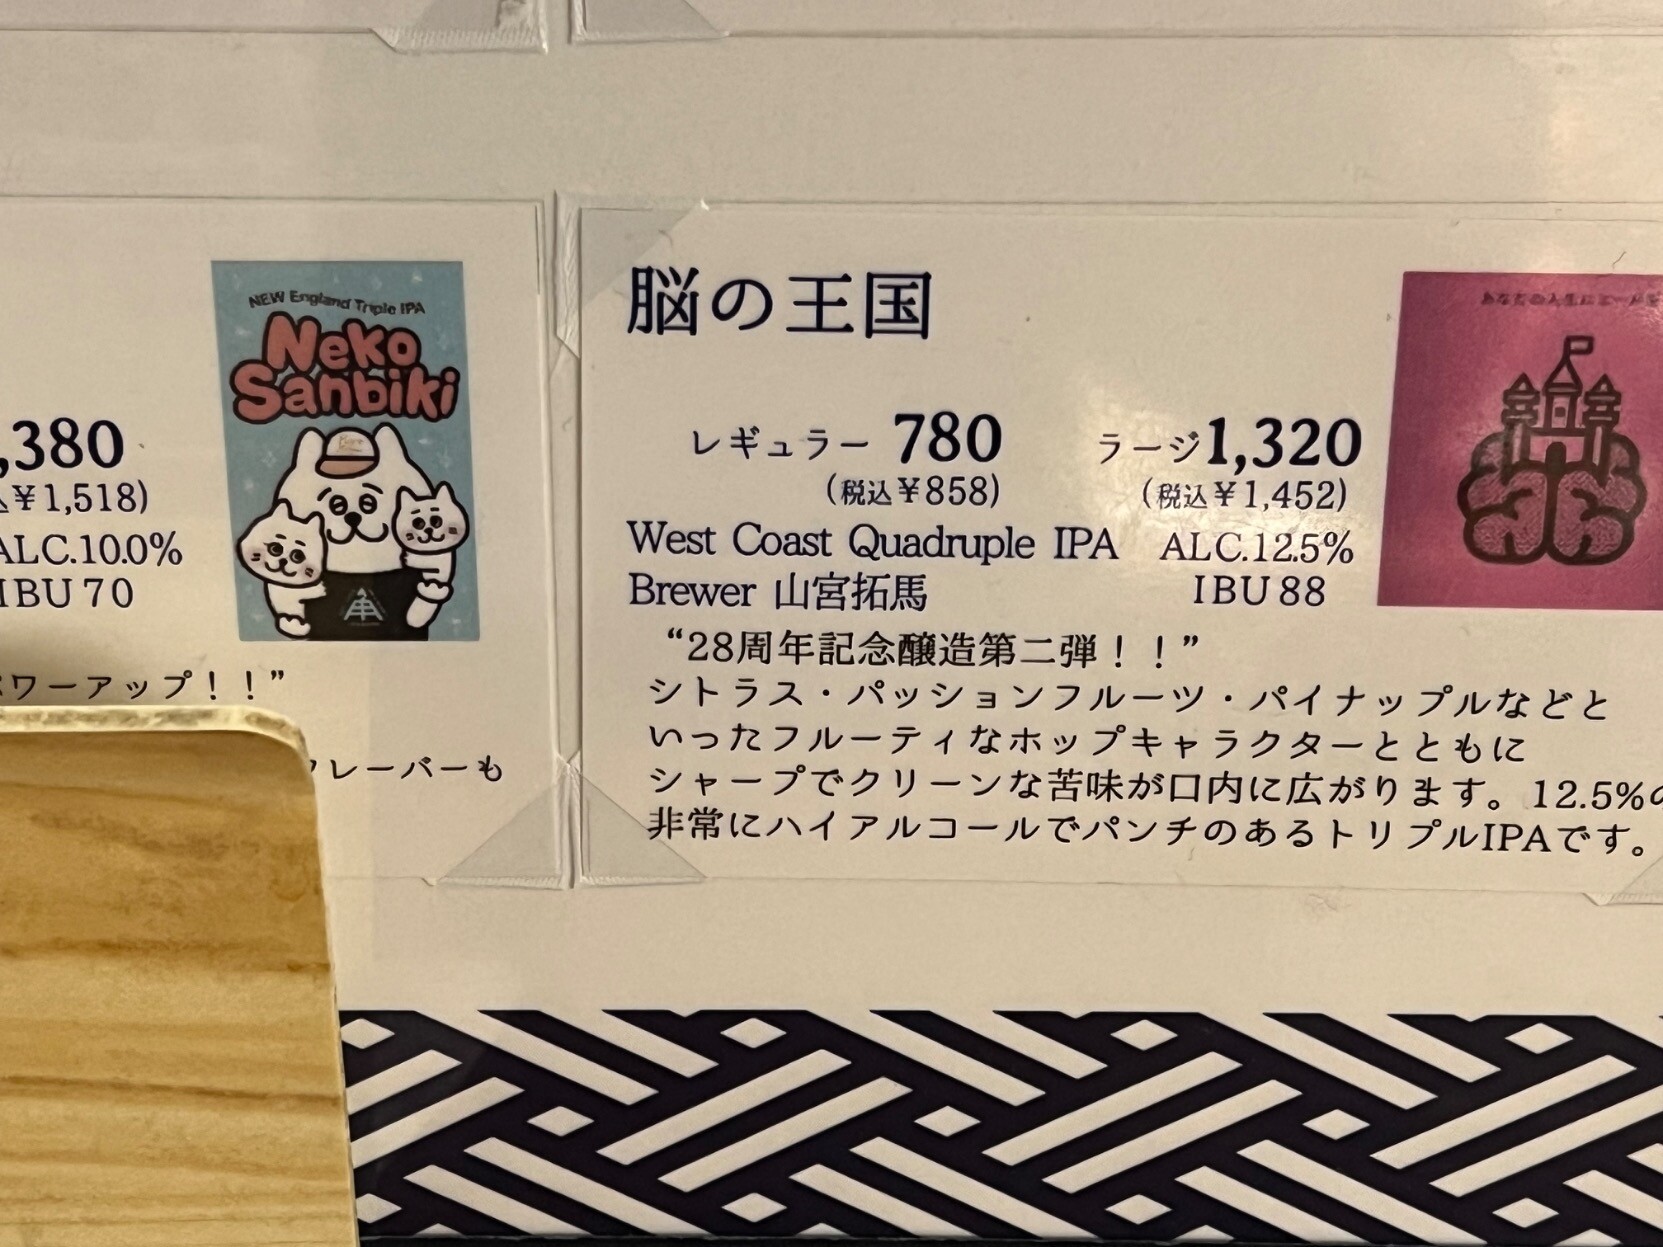 ,380
¥1,518)
ALC.10.0%
IBU 70
パワーアップ！！”
フレーバーも
NEW England Triple IPA
Neko
Sanbiki
脳の王国
レギュラー 780 ラージ1,320
(税込￥858) (税込￥1,452)
West Coast Quadruple IPA ALC.12.5%
Brewer 山宮拓馬 IBU 88
“28周年記念醸造第二弾！！”
シトラス・パッションフルーツ・パイナップルなどと
いったフルーティなホップキャラクターとともに
シャープでクリーンな苦味が口内に広がります。12.5%の
非常にハイアルコールでパンチのあるトリプルIPAです。